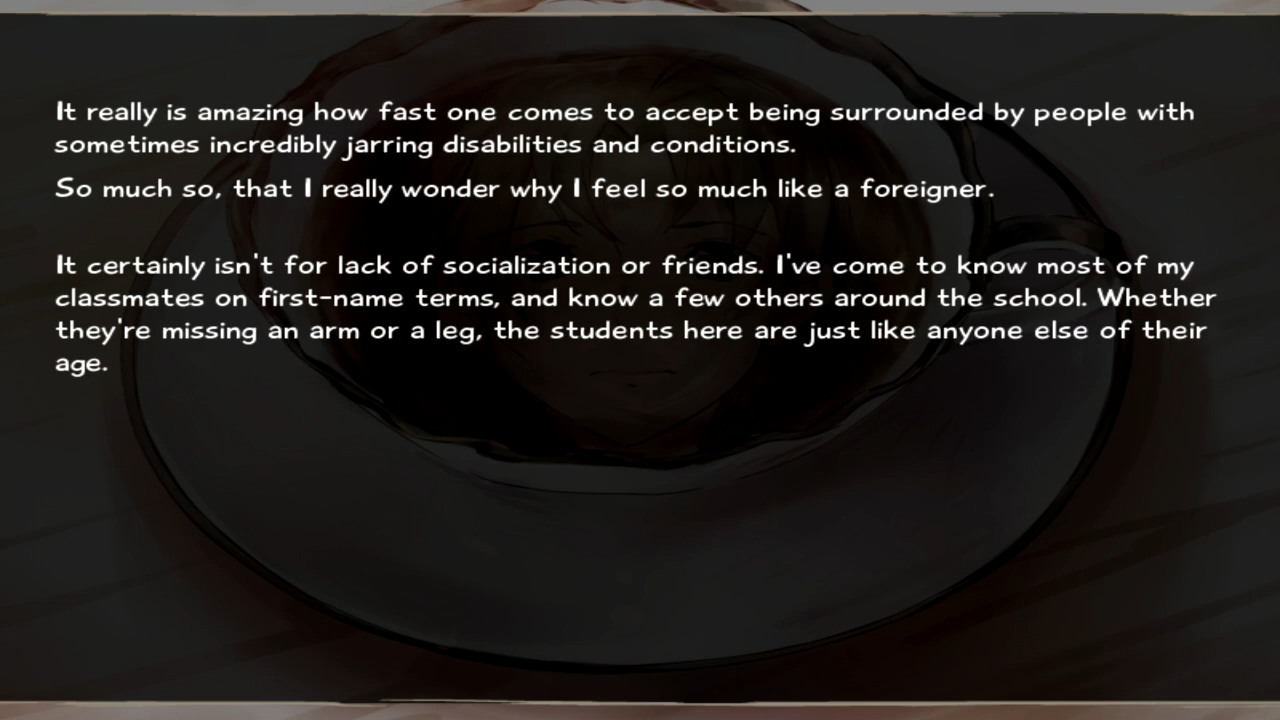 It really is amazing how fast one comes to accept being surrounded by people with
sometimes incredibly jarring disabilities and conditions.
So much so, that I really wonder why I feel so much like a foreigner.
It certainly isn't for lack of socialization or friends. I've come to know most of my
classmates on first-name terms, and know a few others around the school. Whether
they're missing an arm or a leg, the students here are just like anyone else of their
age.